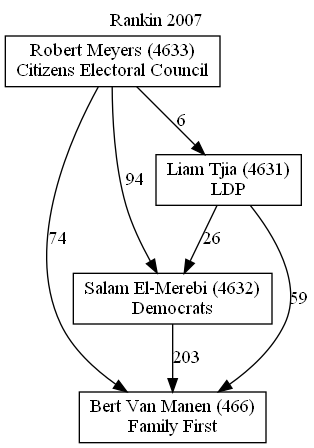 Rankin 2007
Robert Meyers (4633)
Citizens Electoral Council
6
Liam Tjia (4631)
LDP
94
74
26
59
Salam El-Merebi (4632)
Democrats
203
Bert Van Manen (466)
Family First